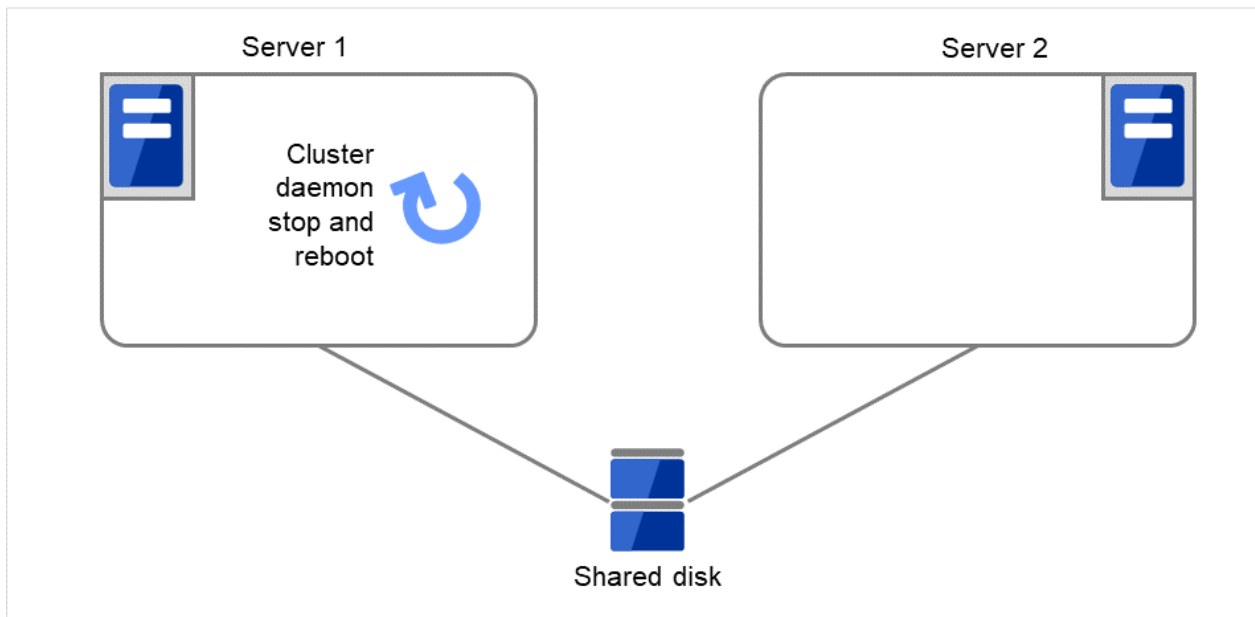 Server 1
Server 2
Cluster
daemon
stop and
reboot
Shared disk